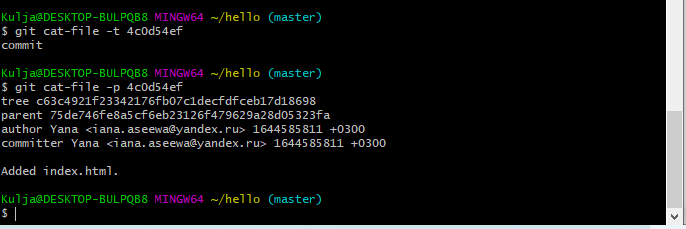 Kulja@DESKTOP-BULPQB8 MINGW64 ~/hello (master)
$ git cat-file -t 4c0d54ef
commit
Kulja@DESKTOP-BULPQB8 MINGW64 ~/hello (master)
$ git cat-file -p 4c0d54ef
tree c63c4921f23342176fb07c1decfdfceb17d18698
parent 75de746fe8a5cf6eb23126f479629a28d05323fa
author Yana <iana.aseewa@yandex.ru> 1644585811 +0300
committer Yana <iana.aseewa@yandex.ru> 1644585811 +0300
Added index.html.
Kulja@DESKTOP-BULPQB8 MINGW64 ~/hello (master)
$